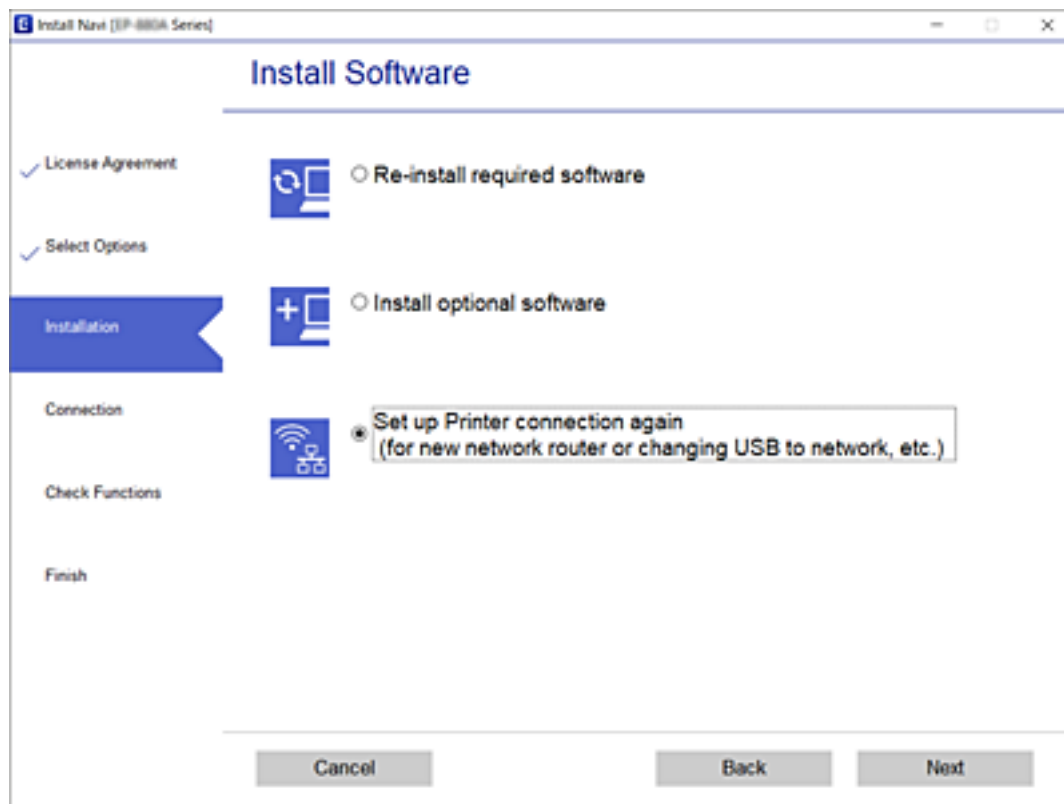 Install Navi [EP-880A Series]
Install Software
License Agreement
Select Options
Installation
Connection
Check Functions
Finish
Re-install required software
Install optional software
Set up Printer connection again
(for new network router or changing USB to network, etc.)
Cancel
Back
Next